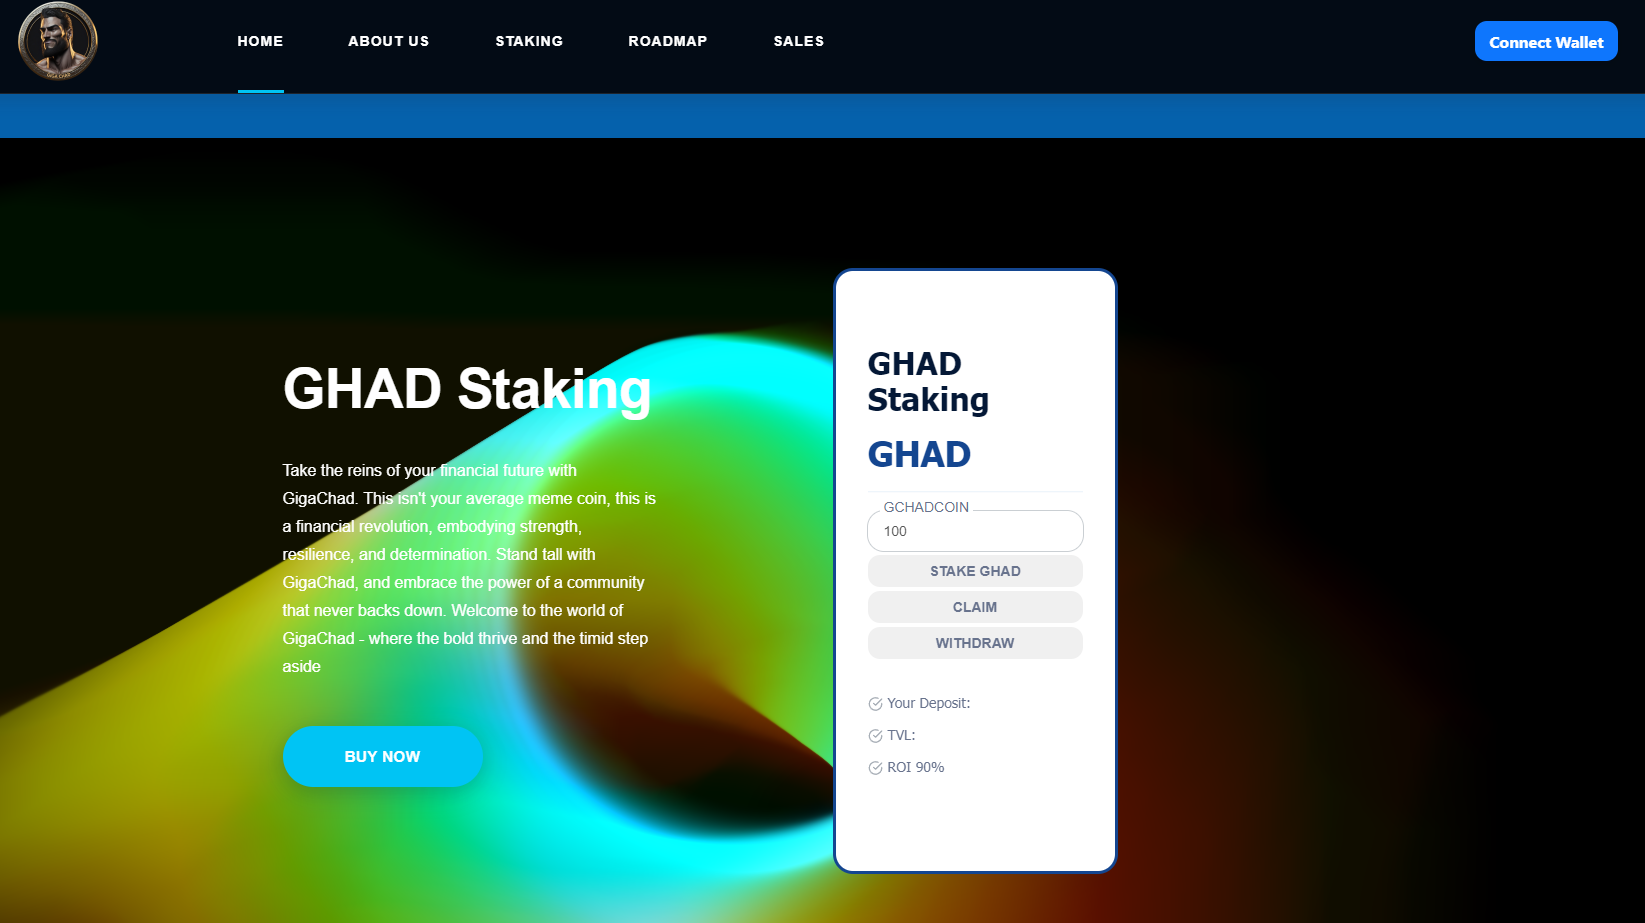 GIGA CHAD
HOME
ABOUT US
STAKING
ROADMAP
SALES
Connect Wallet
GHAD Staking
Take the reins of your financial future with
GigaChad. This isn't your average meme coin, this is
a financial revolution, embodying strength,
resilience, and determination. Stand tall with
GigaChad, and embrace the power of a community
that never backs down. Welcome to the world of
GigaChad - where the bold thrive and the timid step
aside
BUY NOW
GHAD
Staking
GHAD
GCHADCOIN
100
STAKE GHAD
CLAIM
WITHDRAW
Your Deposit:
TVL:
ROI 90%